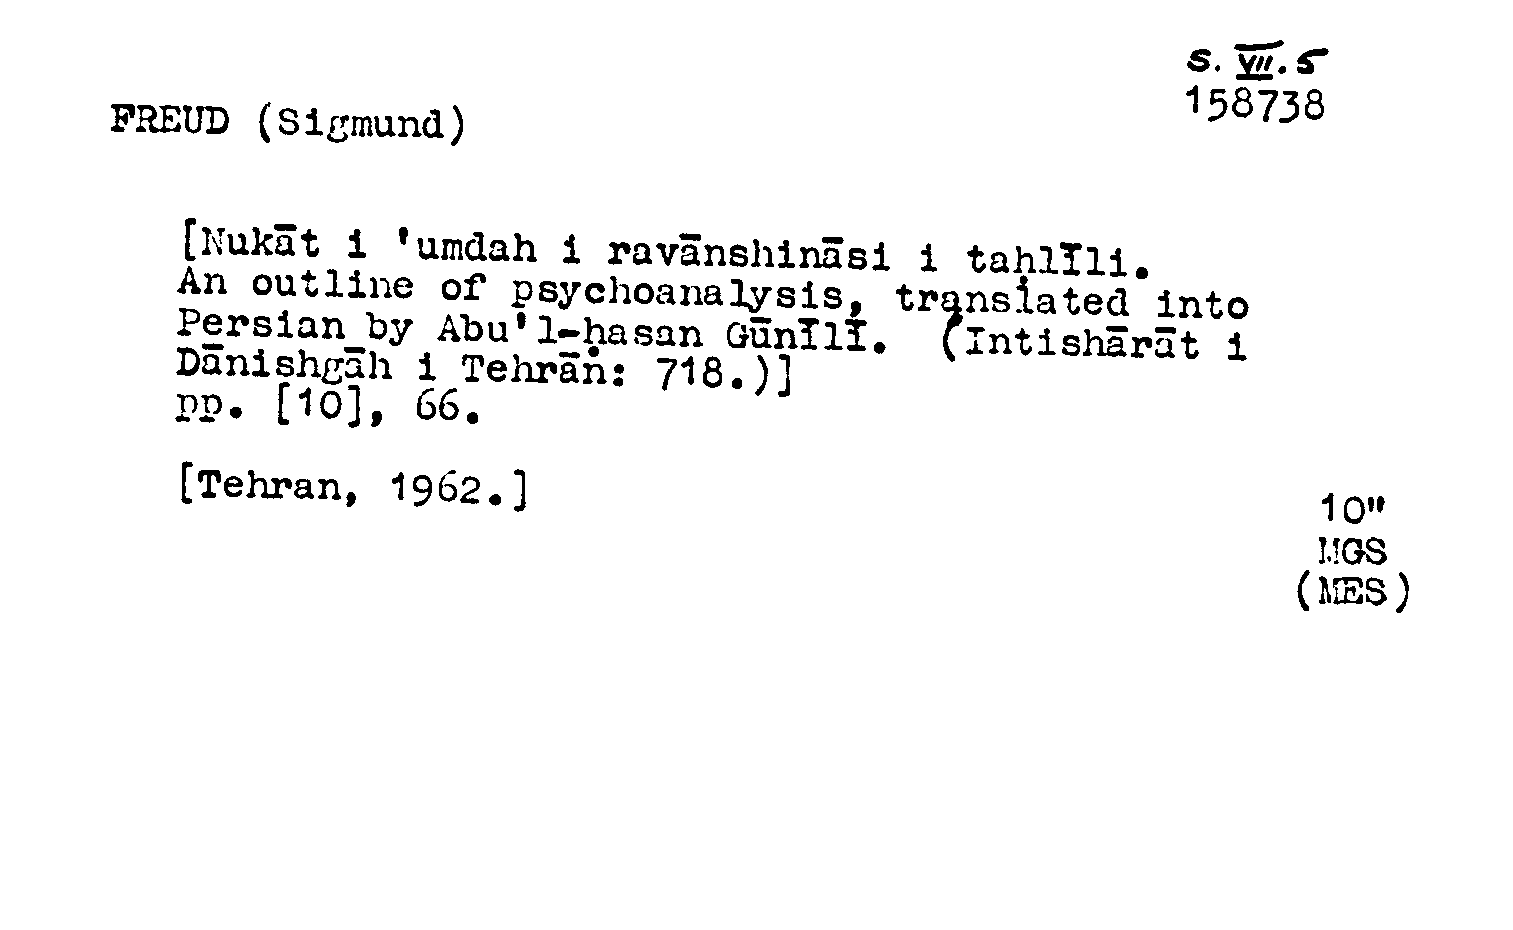 S. VII. 5
158738
FREUD (Sigmund)
[Nukāt i 'umdah i ravānshināsi i taḥlīli.
An outline of psychoanalysis, translated into
Persian by Abu'l-ḥasan Gūnīlī. (Intishārāt i
Dānishgāh i Tehrān: 718.)]
pp. [10], 66.
[Tehran, 1962.]
10"
MGS
(MES)